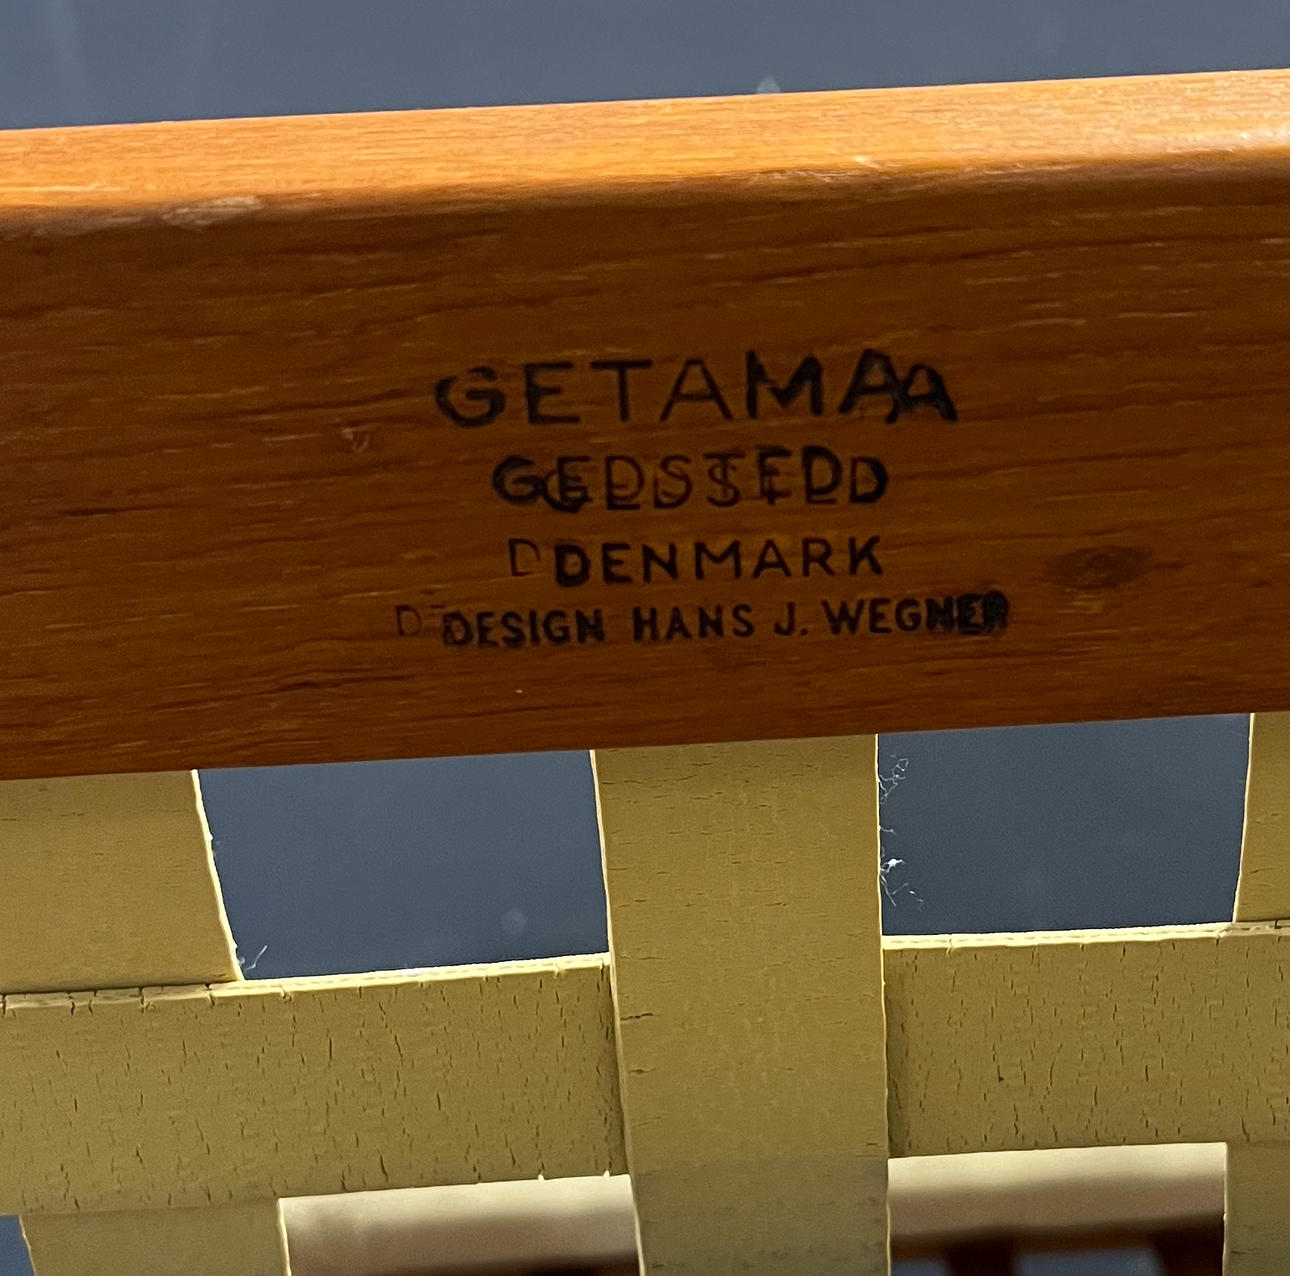 GETAMA
GEDSTED
DENMARK
DESIGN HANS J. WEGNER